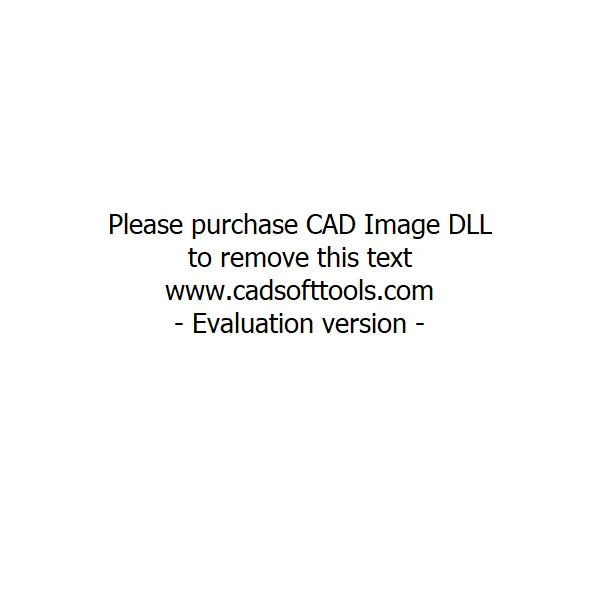 Please purchase CAD Image DLL
to remove this text
www.cadsofttools.com
- Evaluation version -